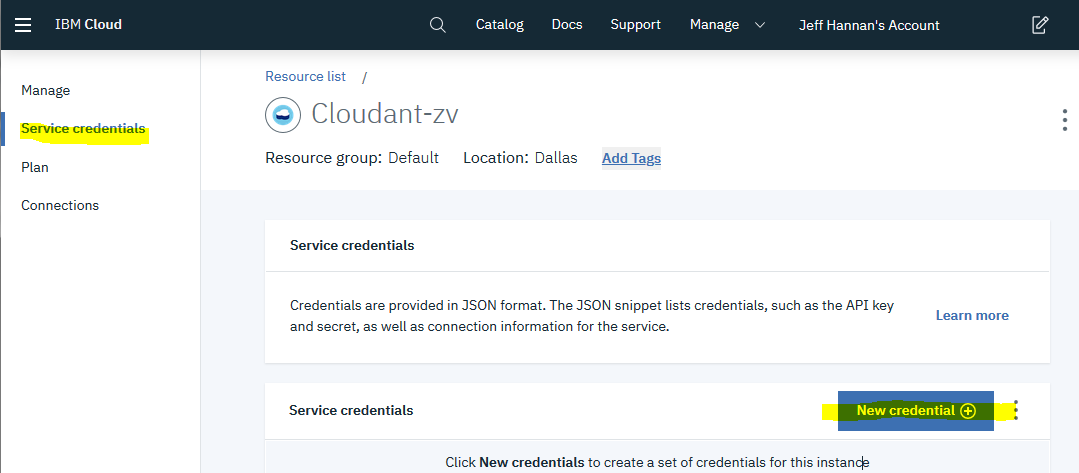 IBM Cloud Catalog Docs Support Manage Jeff Hannan's Account
Manage
Service credentials
Plan
Connections
Resource list /
Cloudant-zv
Resource group: Default Location: Dallas Add Tags
Service credentials
Credentials are provided in JSON format. The JSON snippet lists credentials, such as the API key
and secret, as well as connection information for the service.
Learn more
Service credentials
New credential
Click New credentials to create a set of credentials for this instance